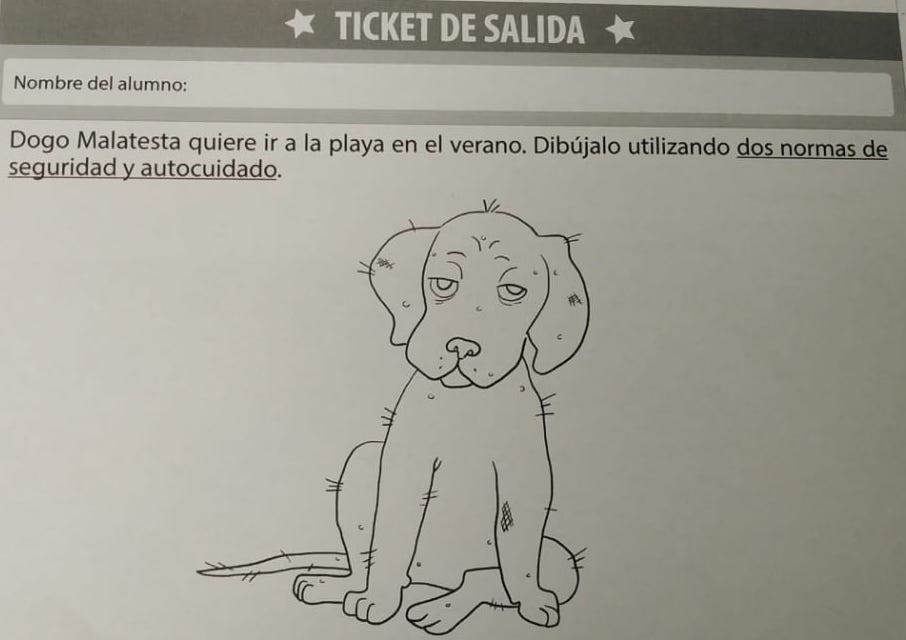 TICKET DE SALIDA
Nombre del alumno:
Dogo Malatesta quiere ir a la playa en el verano. Dibújalo utilizando dos normas de
seguridad y autocuidado.